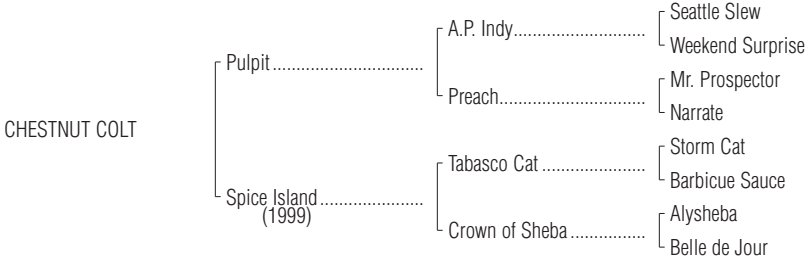 Seattle Slew
A.P. Indy..............................
Weekend Surprise
Pulpit..................................
Mr. Prospector
Preach.................................
Narrate
CHESTNUT COLT
Storm Cat
Tabasco Cat .......................
Barbicue Sauce
Spice Island.......................
(1999)
Alysheba
Crown of Sheba .................
Belle de Jour